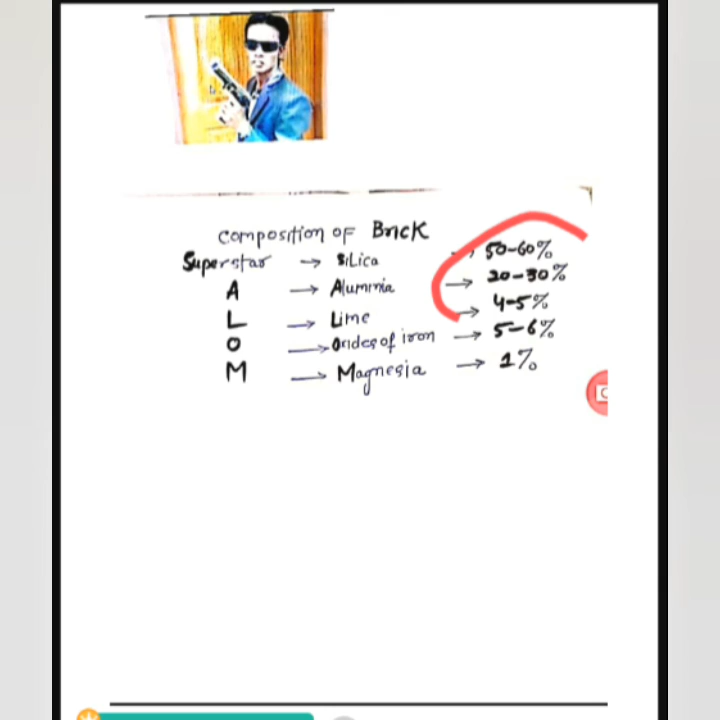 Composition of Brick
Superstar → Silica → 50-60%
A → Alumina → 20-30%
L → Lime → 4-5%
O → Oxides of iron → 5-6%
M → Magnesia → 1%